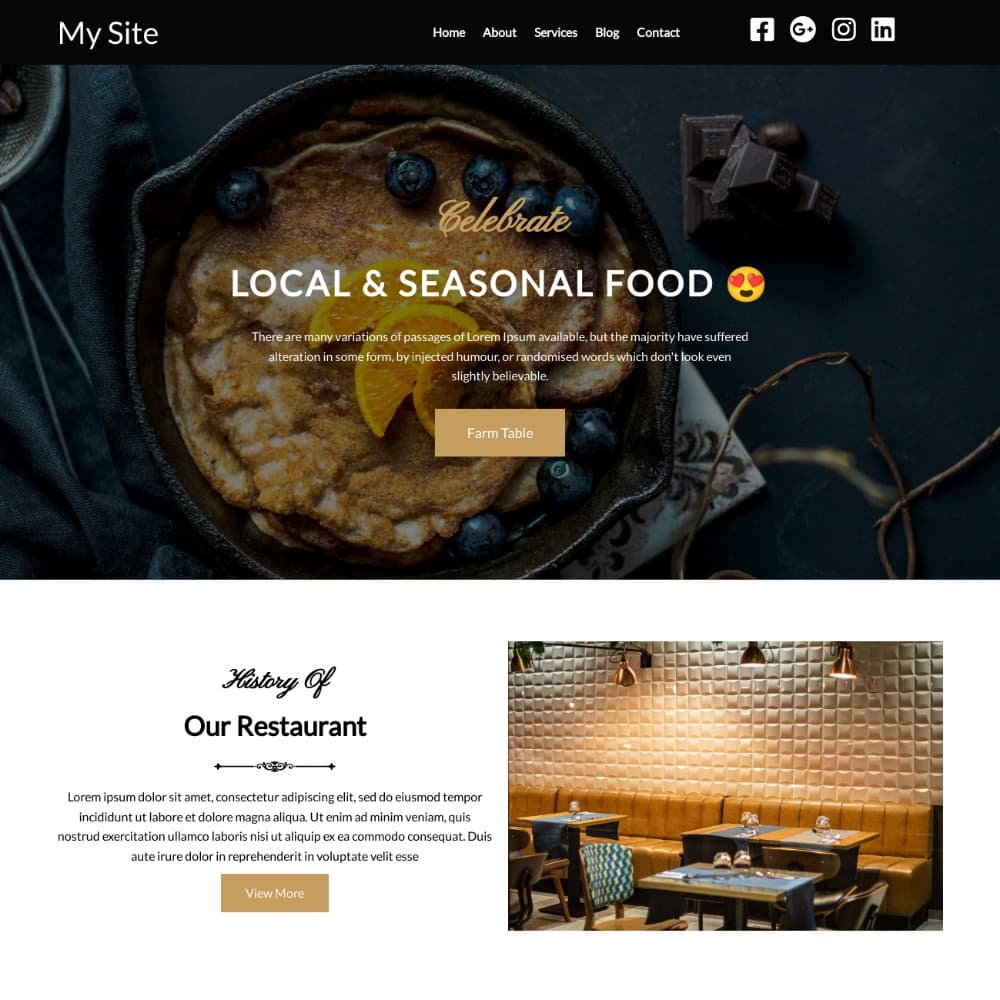 My Site
Home About Services Blog Contact
Celebrate
LOCAL & SEASONAL FOOD 😍
There are many variations of passages of Lorem Ipsum available, but the majority have suffered
alteration in some form, by injected humour, or randomised words which don't look even
slightly believable.
Farm Table
History Of
Our Restaurant
Lorem ipsum dolor sit amet, consectetur adipiscing elit, sed do eiusmod tempor
incididunt ut labore et dolore magna aliqua. Ut enim ad minim veniam, quis
nostrud exercitation ullamco laboris nisi ut aliquip ex ea commodo consequat. Duis
aute irure dolor in reprehenderit in voluptate velit esse
View More